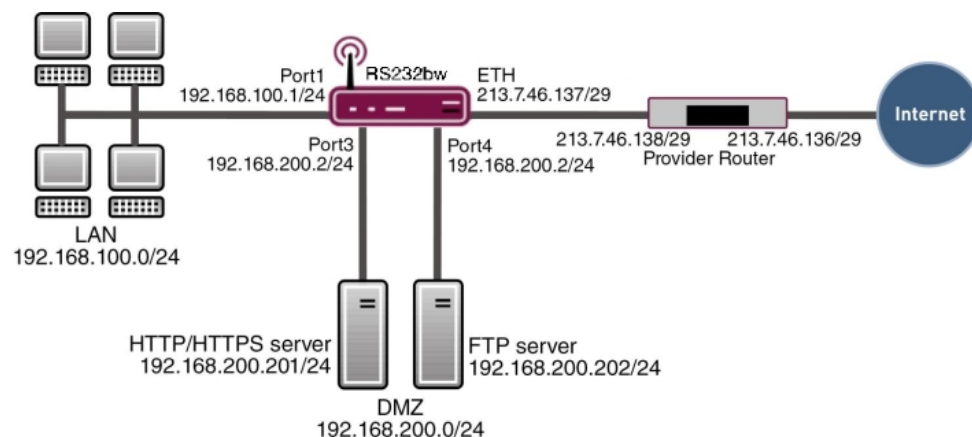 RS232bw
Port1
192.168.100.1/24
ETH
213.7.46.137/29
Port3
192.168.200.2/24
Port4
192.168.200.2/24
213.7.46.138/29
213.7.46.136/29
Provider Router
Internet
LAN
192.168.100.0/24
HTTP/HTTPS server
192.168.200.201/24
FTP server
192.168.200.202/24
DMZ
192.168.200.0/24